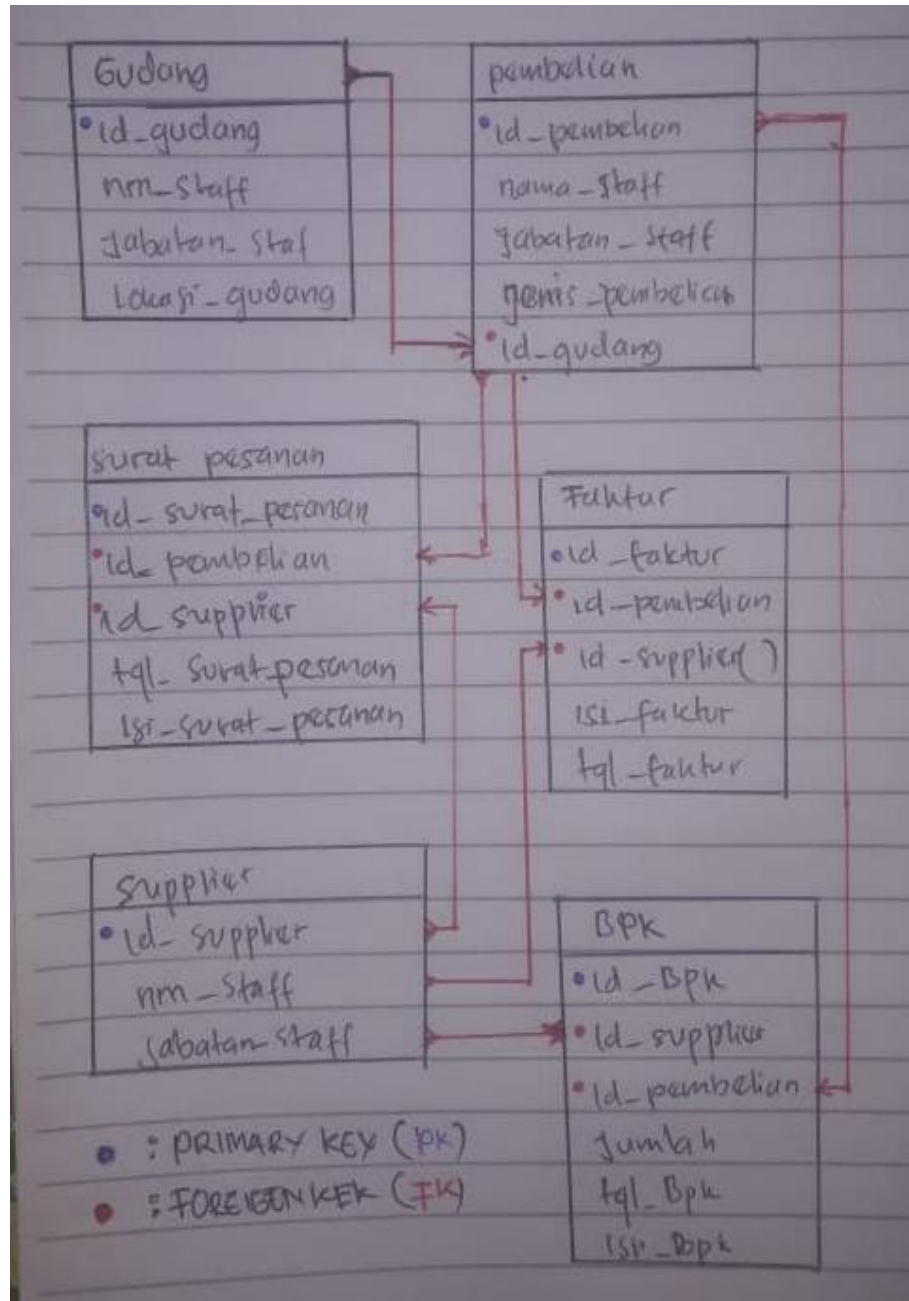 Gudang
id_gudang
nm_Staff
Jabatan_Staf
Lokasi_gudang
pembelian
id_pembelian
nama_Staff
Jabatan_Staff
jenis_pembelian
id_gudang
surat pesanan
id_surat_pesanan
id_pembelian
id_supplier
tgl_Surat_pesanan
Isi_surat_pesanan
Faktur
id_faktur
id_pembelian
id_supplier()
isi_faktur
tgl_faktur
Supplier
id_supplier
nm_Staff
Jabatan_Staff
BPK
id_BPK
id_supplier
id_pembelian
Jumlah
tgl_Bpk
isi_Bpk
: PRIMARY KEY (PK)
: FOREIGEN KEK (FK)